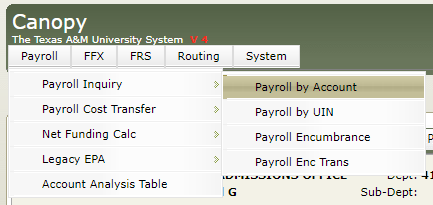 Canopy
The Texas A&M University System V 4
Payroll FFX FRS Routing System
Payroll Inquiry
Payroll Cost Transfer
Net Funding Calc
Legacy EPA
Account Analysis Table
Payroll by Account
Payroll by UIN
Payroll Encumbrance
Payroll Enc Trans
OFFICE Dept: 41
G Sub-Dept: